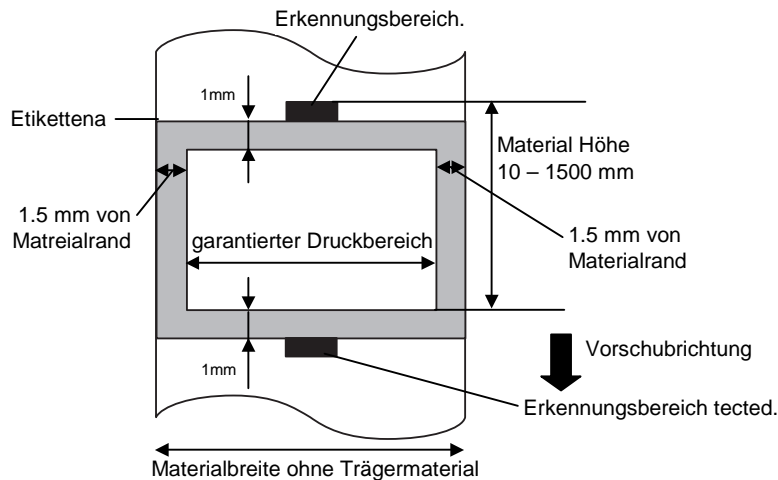 Erkennungsbereich.
1mm
Etikettena
Material Höhe
10 – 1500 mm
1.5 mm von
Matreialrand
garantierter Druckbereich
1.5 mm von
Materialrand
1mm
Vorschubrichtung
Erkennungsbereich tected.
Materialbreite ohne Trägermaterial